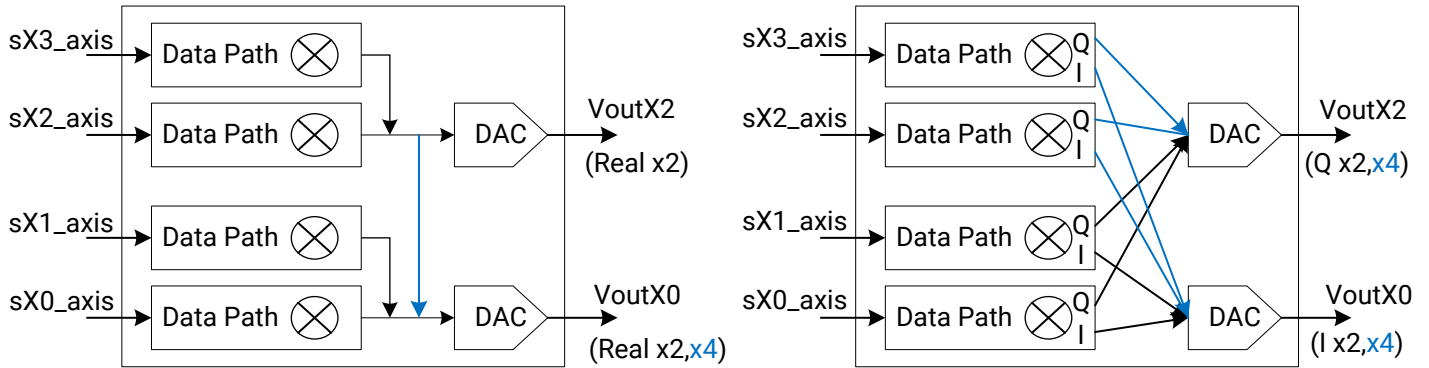 sX3_axis
Data Path
sX2_axis
Data Path
DAC
VoutX2
(Real x2)
sX1_axis
Data Path
sX0_axis
Data Path
DAC
VoutX0
(Real x2,x4)
sX3_axis
Data Path
Q
I
sX2_axis
Data Path
Q
I
DAC
VoutX2
(Q x2,x4)
sX1_axis
Data Path
Q
I
sX0_axis
Data Path
Q
I
DAC
VoutX0
(I x2,x4)